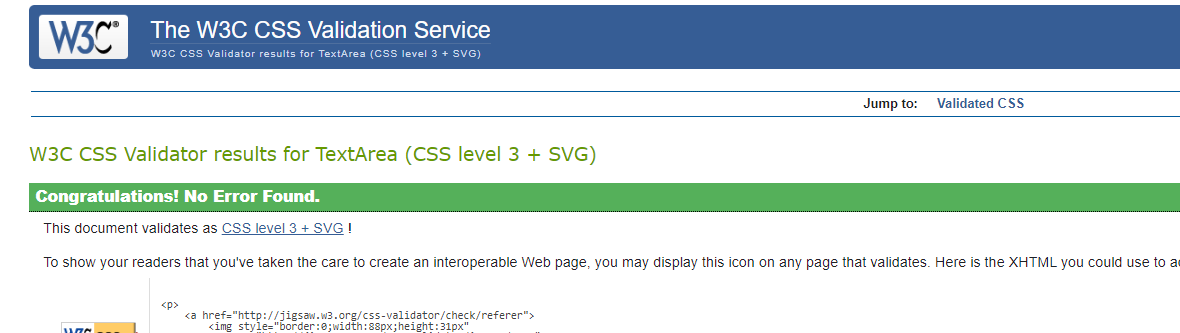 W3C®
The W3C CSS Validation Service
W3C CSS Validator results for TextArea (CSS level 3 + SVG)
Jump to: Validated CSS
W3C CSS Validator results for TextArea (CSS level 3 + SVG)
Congratulations! No Error Found.
This document validates as CSS level 3 + SVG !
To show your readers that you've taken the care to create an interoperable Web page, you may display this icon on any page that validates. Here is the XHTML you could use to
<p>
<a href="http://jigsaw.w3.org/css-validator/check/referer">
<img style="border:0;width:88px;height:31px"